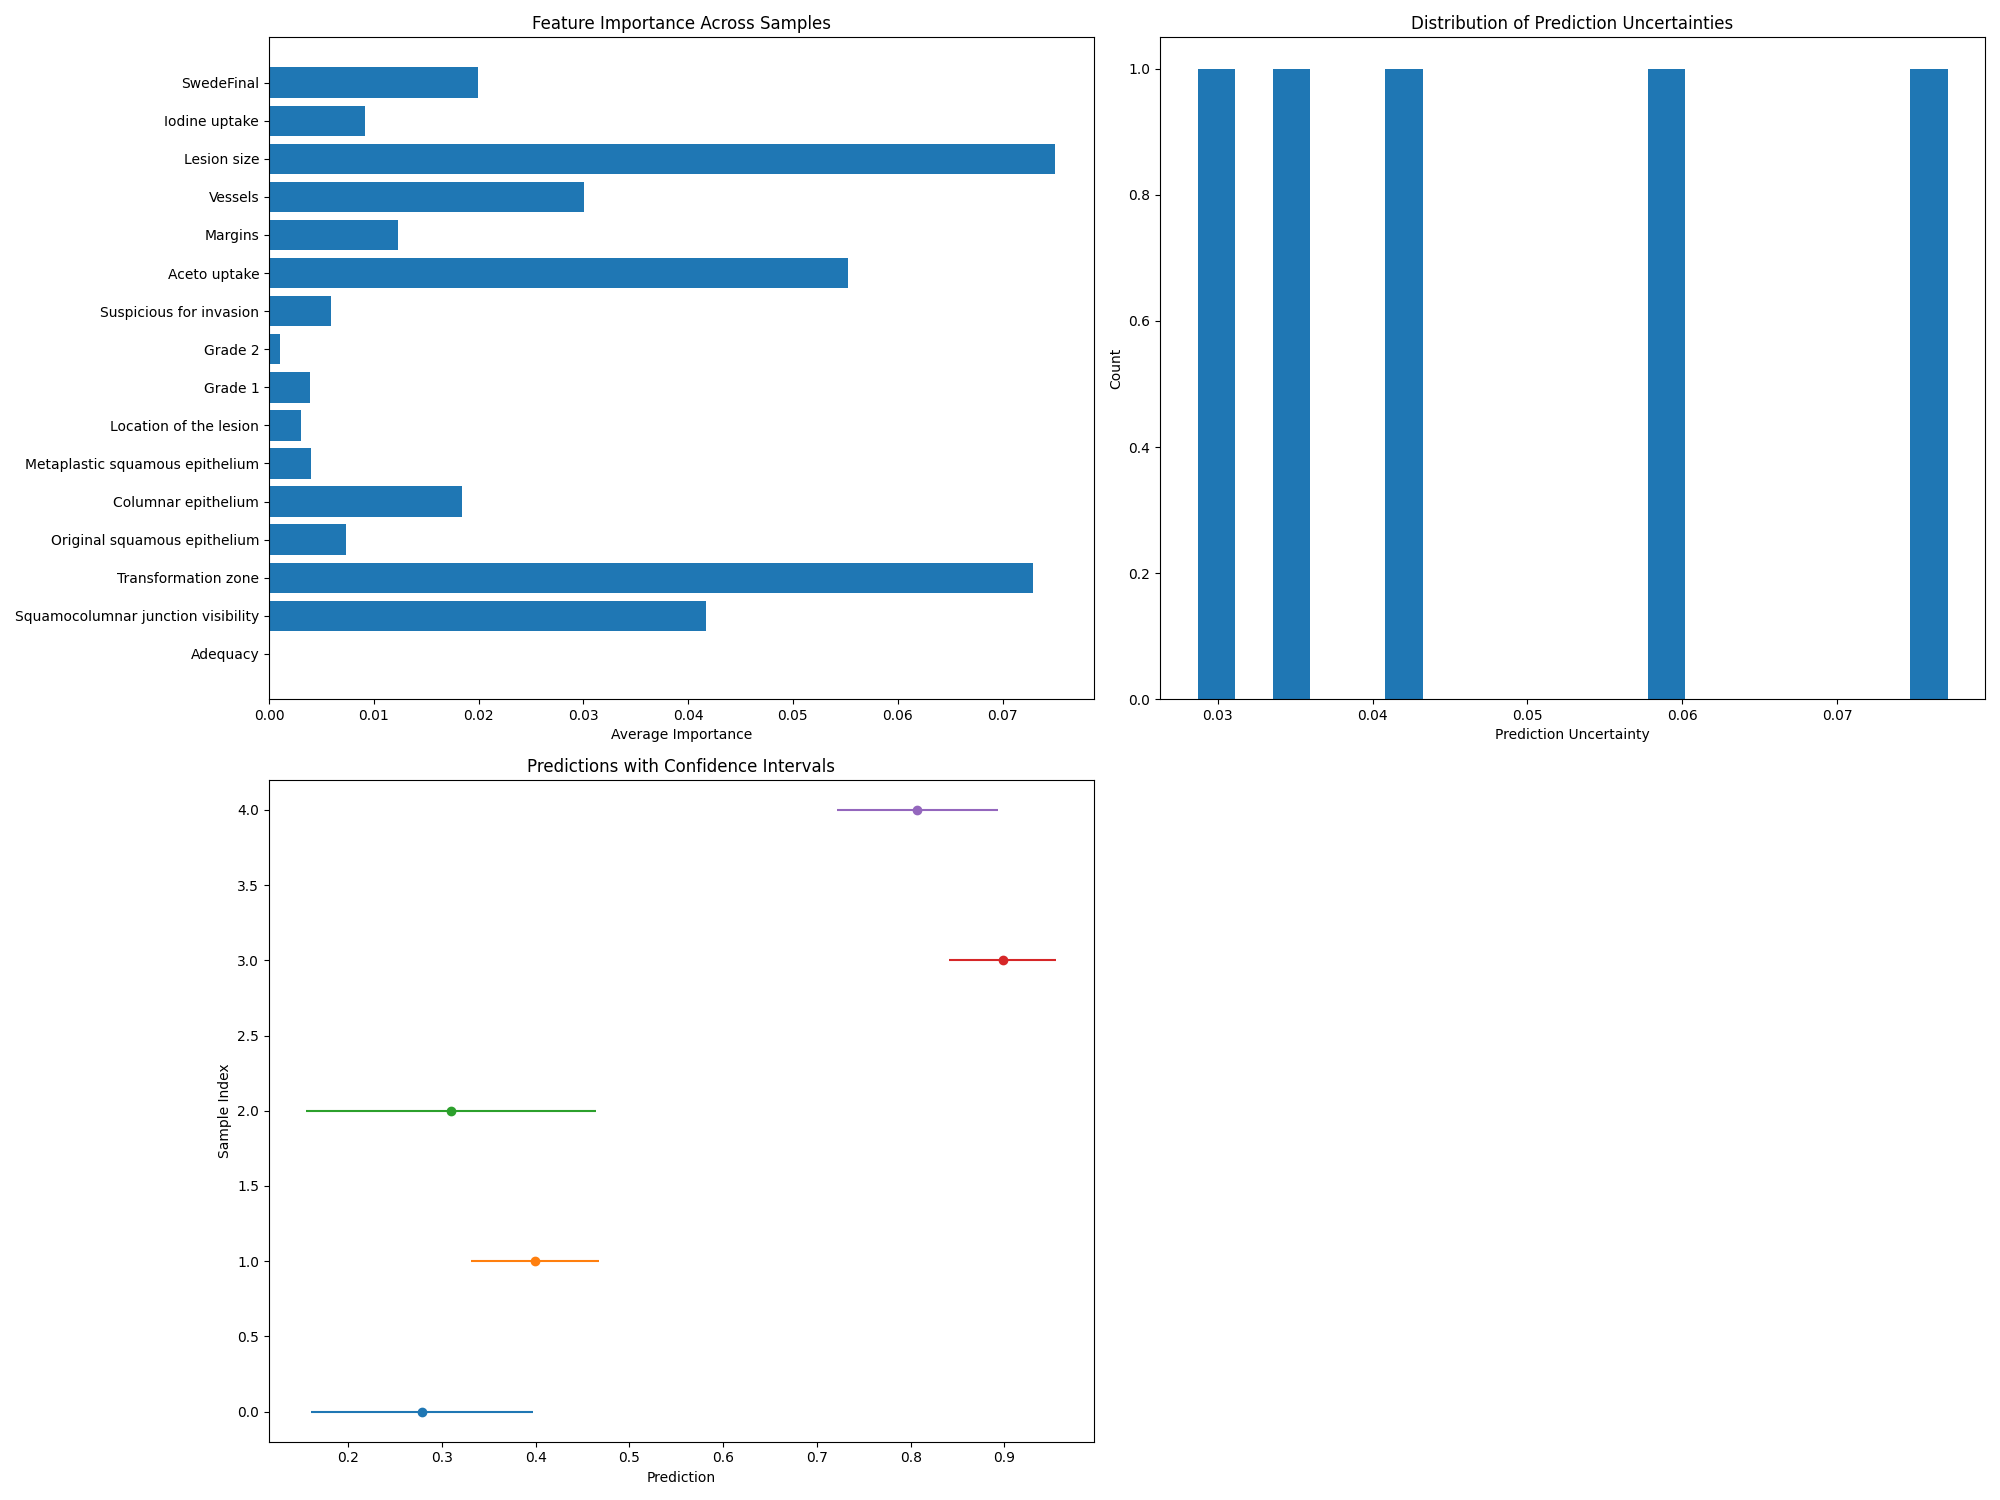 Feature Importance Across Samples
SwedeFinal
Iodine uptake
Lesion size
Vessels
Margins
Aceto uptake
Suspicious for invasion
Grade 2
Grade 1
Location of the lesion
Metaplastic squamous epithelium
Columnar epithelium
Original squamous epithelium
Transformation zone
Squamocolumnar junction visibility
Adequacy
0.00 0.01 0.02 0.03 0.04 0.05 0.06 0.07
Average Importance
Distribution of Prediction Uncertainties
1.0
0.8
0.6
0.4
0.2
0.0
Count
0.03 0.04 0.05 0.06 0.07
Prediction Uncertainty
Predictions with Confidence Intervals
4.0
3.5
3.0
2.5
2.0
1.5
1.0
0.5
0.0
Sample Index
0.2 0.3 0.4 0.5 0.6 0.7 0.8 0.9
Prediction